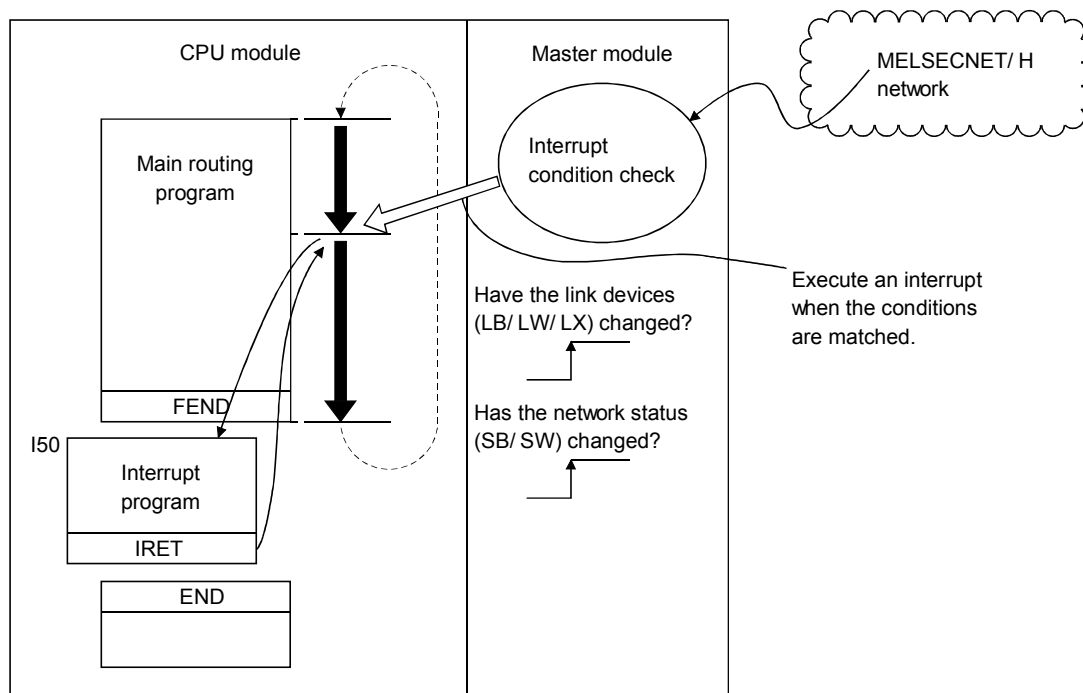 CPU module
Master module
MELSECNET/ H
network
Main routing
program
Interrupt
condition check
Execute an interrupt
when the conditions
are matched.
Have the link devices
(LB/ LW/ LX) changed?
FEND
Has the network status
(SB/ SW) changed?
I50
Interrupt
program
IRET
END